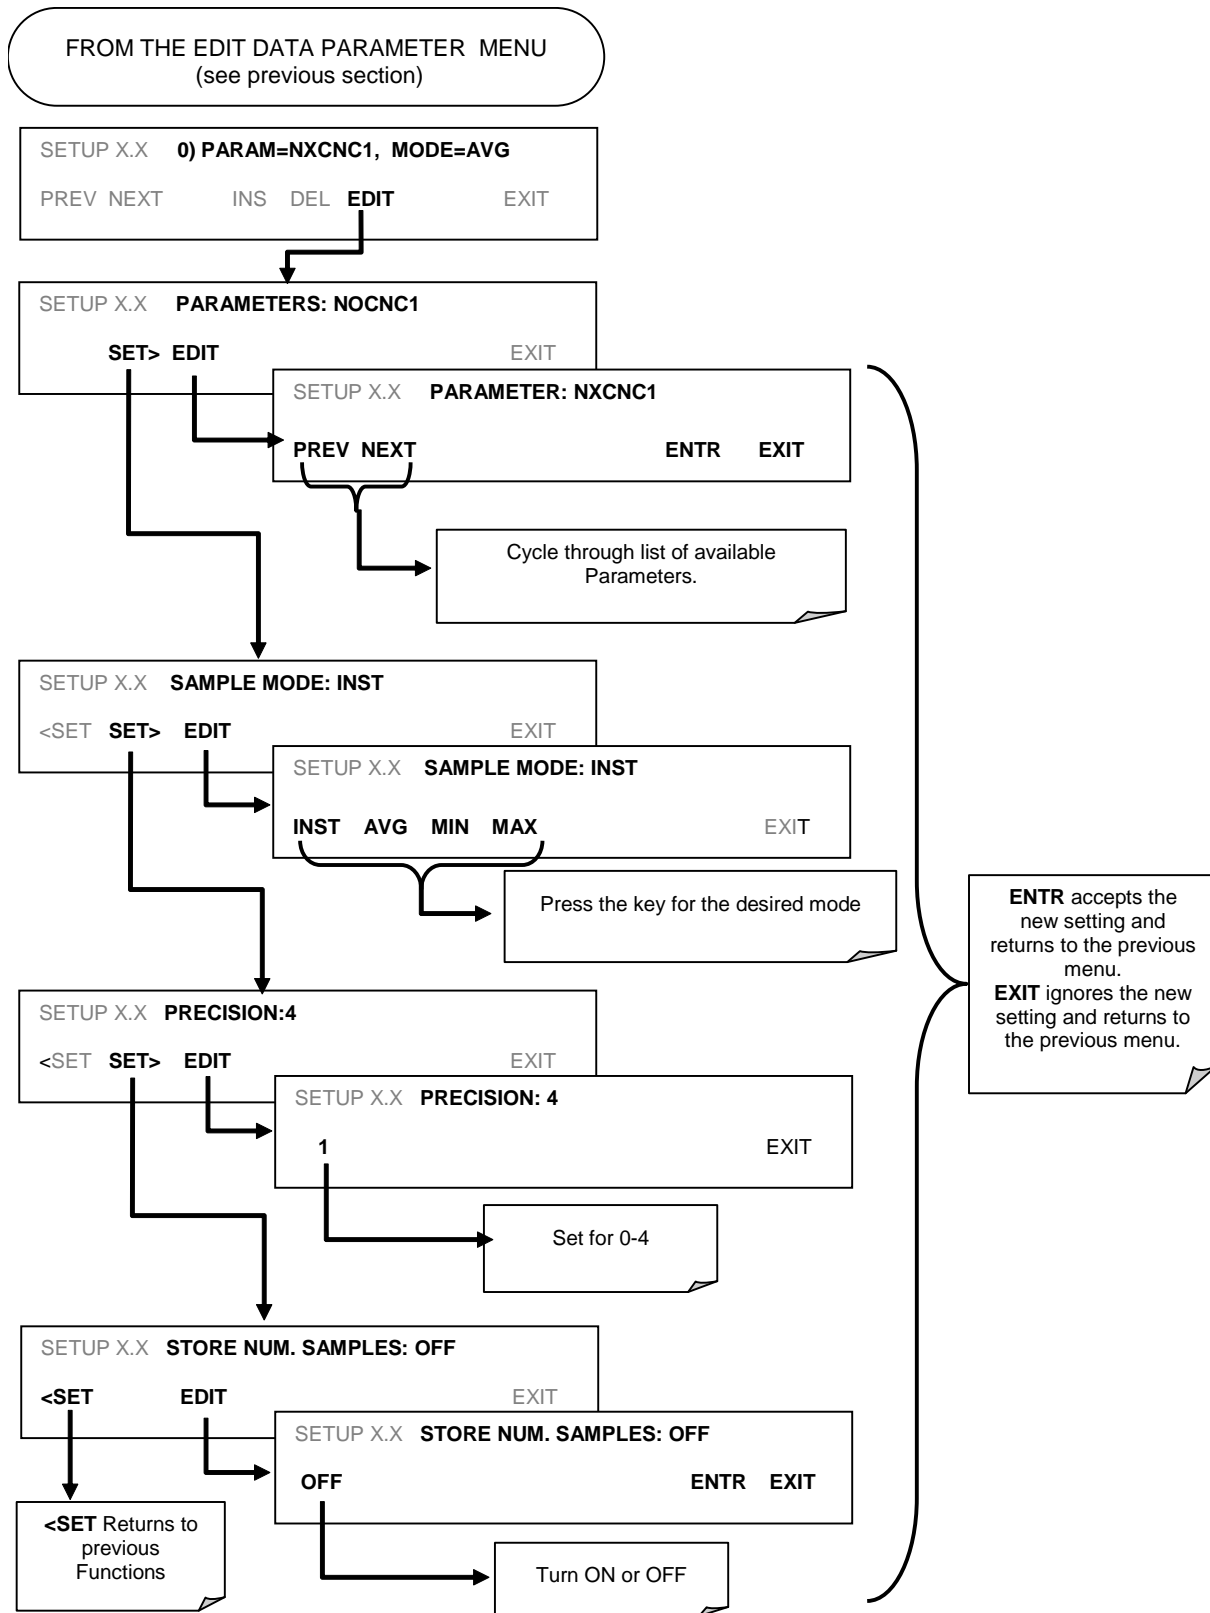 FROM THE EDIT DATA PARAMETER MENU
(see previous section)
SETUP X.X 0) PARAM=NXCNC1, MODE=AVG
PREV NEXT INS DEL EDIT EXIT
SETUP X.X PARAMETERS: NOCNC1
SET> EDIT EXIT
SETUP X.X PARAMETER: NXCNC1
PREV NEXT ENTR EXIT
Cycle through list of available
Parameters.
SETUP X.X SAMPLE MODE: INST
<SET SET> EDIT EXIT
SETUP X.X SAMPLE MODE: INST
INST AVG MIN MAX EXIT
Press the key for the desired mode
ENTR accepts the
new setting and
returns to the previous
menu.
EXIT ignores the new
setting and returns to
the previous menu.
SETUP X.X PRECISION:4
<SET SET> EDIT EXIT
SETUP X.X PRECISION: 4
1 EXIT
Set for 0-4
SETUP X.X STORE NUM. SAMPLES: OFF
<SET EDIT EXIT
SETUP X.X STORE NUM. SAMPLES: OFF
OFF ENTR EXIT
<SET Returns to
previous
Functions
Turn ON or OFF